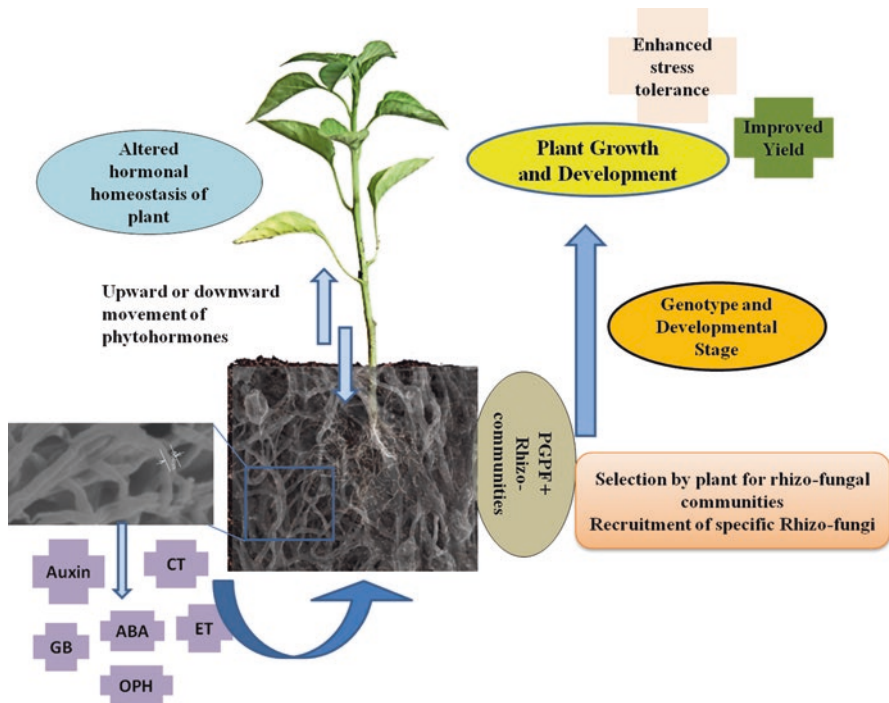 Enhanced
stress
tolerance
Improved
Yield
Plant Growth
and Development
Altered
hormonal
homeostasis of
plant
Upward or downward
movement of
phytohormones
Genotype and
Developmental
Stage
PGPF+
Rhizo-
communities
Selection by plant for rhizo-fungal
communities
Recruitment of specific Rhizo-fungi
Auxin
CT
GB
ABA
ET
OPH